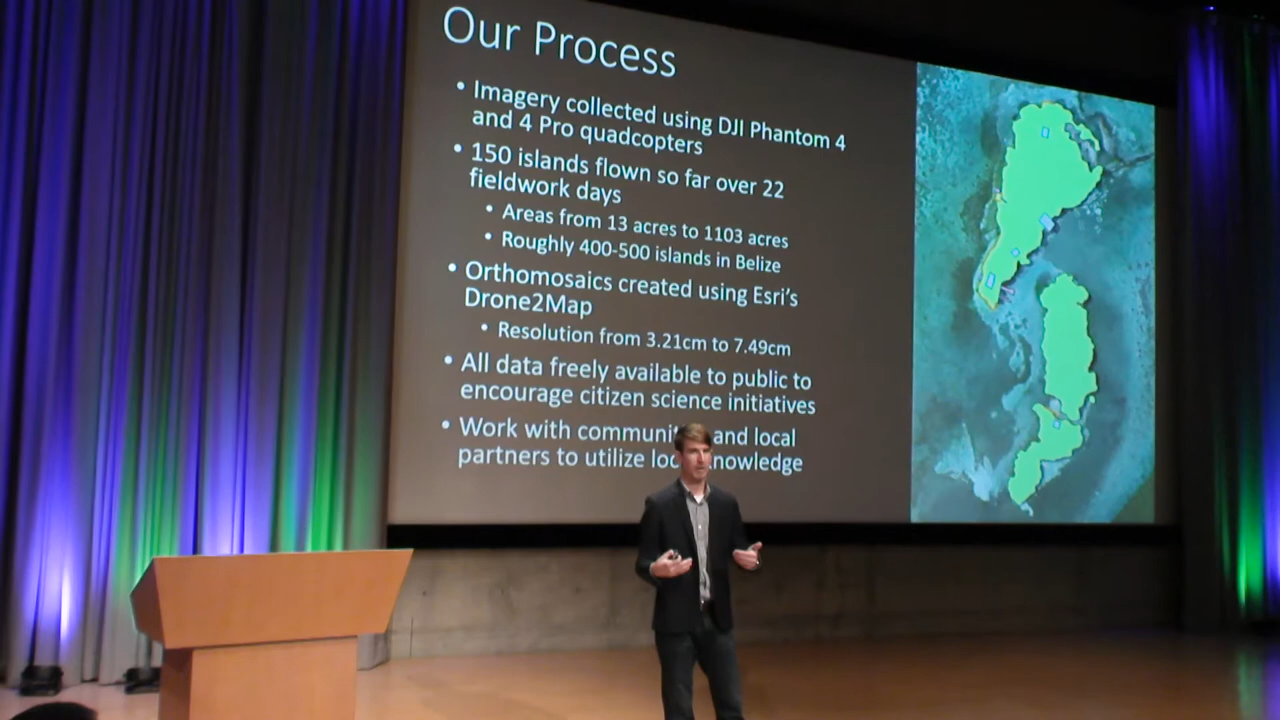 Our Process
• Imagery collected using DJI Phantom 4
and 4 Pro quadcopters
• 150 islands flown so far over 22
fieldwork days
• Areas from 13 acres to 1103 acres
• Roughly 400-500 islands in Belize
• Orthomosaics created using Esri's
Drone2Map
• Resolution from 3.21cm to 7.49cm
• All data freely available to public to
encourage citizen science initiatives
• Work with and local
partners to utilize